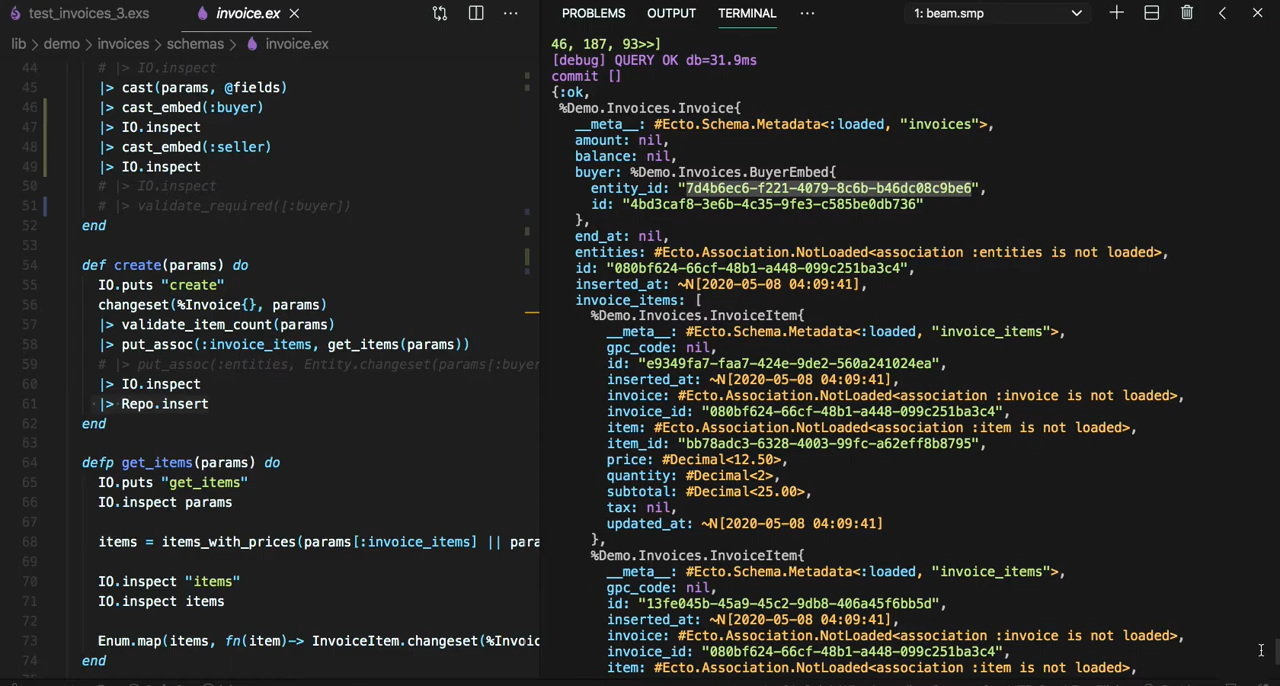 test_invoices_3.exs
invoice.ex
lib > demo > invoices > schemas > invoice.ex
44 # |> IO.inspect
45 |> cast(params, @fields)
46 |> cast_embed(:buyer)
47 |> IO.inspect
48 |> cast_embed(:seller)
49 |> IO.inspect
50 # |> IO.inspect
51 # |> validate_required([:buyer])
52 end
53
54 def create(params) do
55 IO.puts "create"
56 changeset(%Invoice{}, params)
57 |> validate_item_count(params)
58 |> put_assoc(:invoice_items, get_items(params))
59 # |> put_assoc(:entities, Entity.changeset(params[:buyer
60 |> IO.inspect
61 |> Repo.insert
62 end
63
64 defp get_items(params) do
65 IO.puts "get_items"
66 IO.inspect params
67
68 items = items_with_prices(params[:invoice_items] || para
69
70 IO.inspect "items"
71 IO.inspect items
72
73 Enum.map(items, fn(item)-> InvoiceItem.changeset(%Invoic
74 end
PROBLEMS OUTPUT TERMINAL ... 1: beam.smp
46, 187, 93>>]
[debug] QUERY OK db=31.9ms
commit []
{:ok,
%Demo.Invoices.Invoice{
__meta__: #Ecto.Schema.Metadata<:loaded, "invoices">,
amount: nil,
balance: nil,
buyer: %Demo.Invoices.BuyerEmbed{
entity_id: "7d4b6ec6-f221-4079-8c6b-b46dc08c9be6",
id: "4bd3caf8-3e6b-4c35-9fe3-c585be0db736"
},
end_at: nil,
entities: #Ecto.Association.NotLoaded<association :entities is not loaded>,
id: "080bf624-66cf-48b1-a448-099c251ba3c4",
inserted_at: ~N[2020-05-08 04:09:41],
invoice_items: [
%Demo.Invoices.InvoiceItem{
__meta__: #Ecto.Schema.Metadata<:loaded, "invoice_items">,
gpc_code: nil,
id: "e9349fa7-faa7-424e-9de2-560a241024ea",
inserted_at: ~N[2020-05-08 04:09:41],
invoice: #Ecto.Association.NotLoaded<association :invoice is not loaded>,
invoice_id: "080bf624-66cf-48b1-a448-099c251ba3c4",
item: #Ecto.Association.NotLoaded<association :item is not loaded>,
item_id: "bb78adc3-6328-4003-99fc-a62eff8b8795",
price: #Decimal<12.50>,
quantity: #Decimal<2>,
subtotal: #Decimal<25.00>,
tax: nil,
updated_at: ~N[2020-05-08 04:09:41]
},
%Demo.Invoices.InvoiceItem{
__meta__: #Ecto.Schema.Metadata<:loaded, "invoice_items">,
gpc_code: nil,
id: "13fe045b-45a9-45c2-9db8-406a45f6bb5d",
inserted_at: ~N[2020-05-08 04:09:41],
invoice: #Ecto.Association.NotLoaded<association :invoice is not loaded>,
invoice_id: "080bf624-66cf-48b1-a448-099c251ba3c4",
item: #Ecto.Association.NotLoaded<association :item is not loaded>,